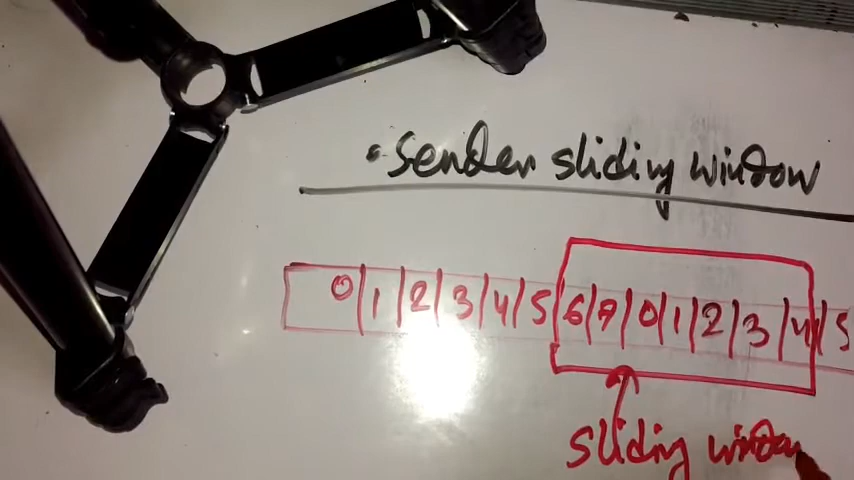 • Sender sliding window
0 | 1 | 2 | 3 | 4 | 5 | 6 | 7 | 0 | 1 | 2 | 3 | 4 | 5
sliding window